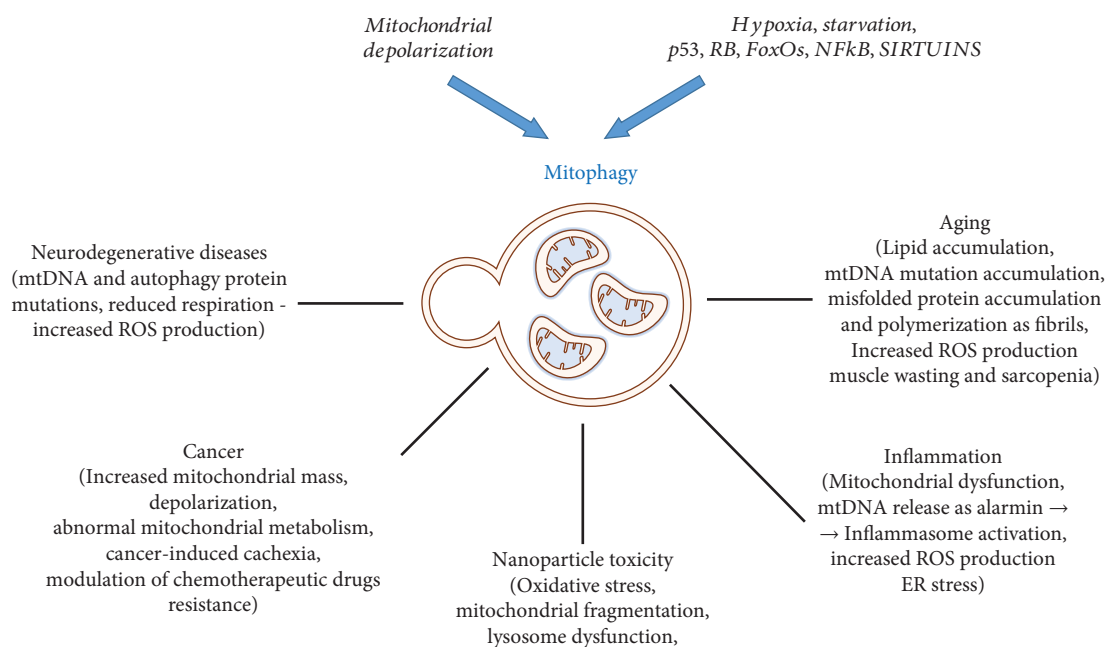 Mitochondrial
depolarization
Hypoxia, starvation,
p53, RB, FoxOs, NFkB, SIRTUINS
Mitophagy
Neurodegenerative diseases
(mtDNA and autophagy protein
mutations, reduced respiration -
increased ROS production)
Aging
(Lipid accumulation,
mtDNA mutation accumulation,
misfolded protein accumulation
and polymerization as fibrils,
Increased ROS production
muscle wasting and sarcopenia)
Cancer
(Increased mitochondrial mass,
depolarization,
abnormal mitochondrial metabolism,
cancer-induced cachexia,
modulation of chemotherapeutic drugs
resistance)
Nanoparticle toxicity
(Oxidative stress,
mitochondrial fragmentation,
lysosome dysfunction,
Inflammation
(Mitochondrial dysfunction,
mtDNA release as alarmin →
→ Inflammasome activation,
increased ROS production
ER stress)